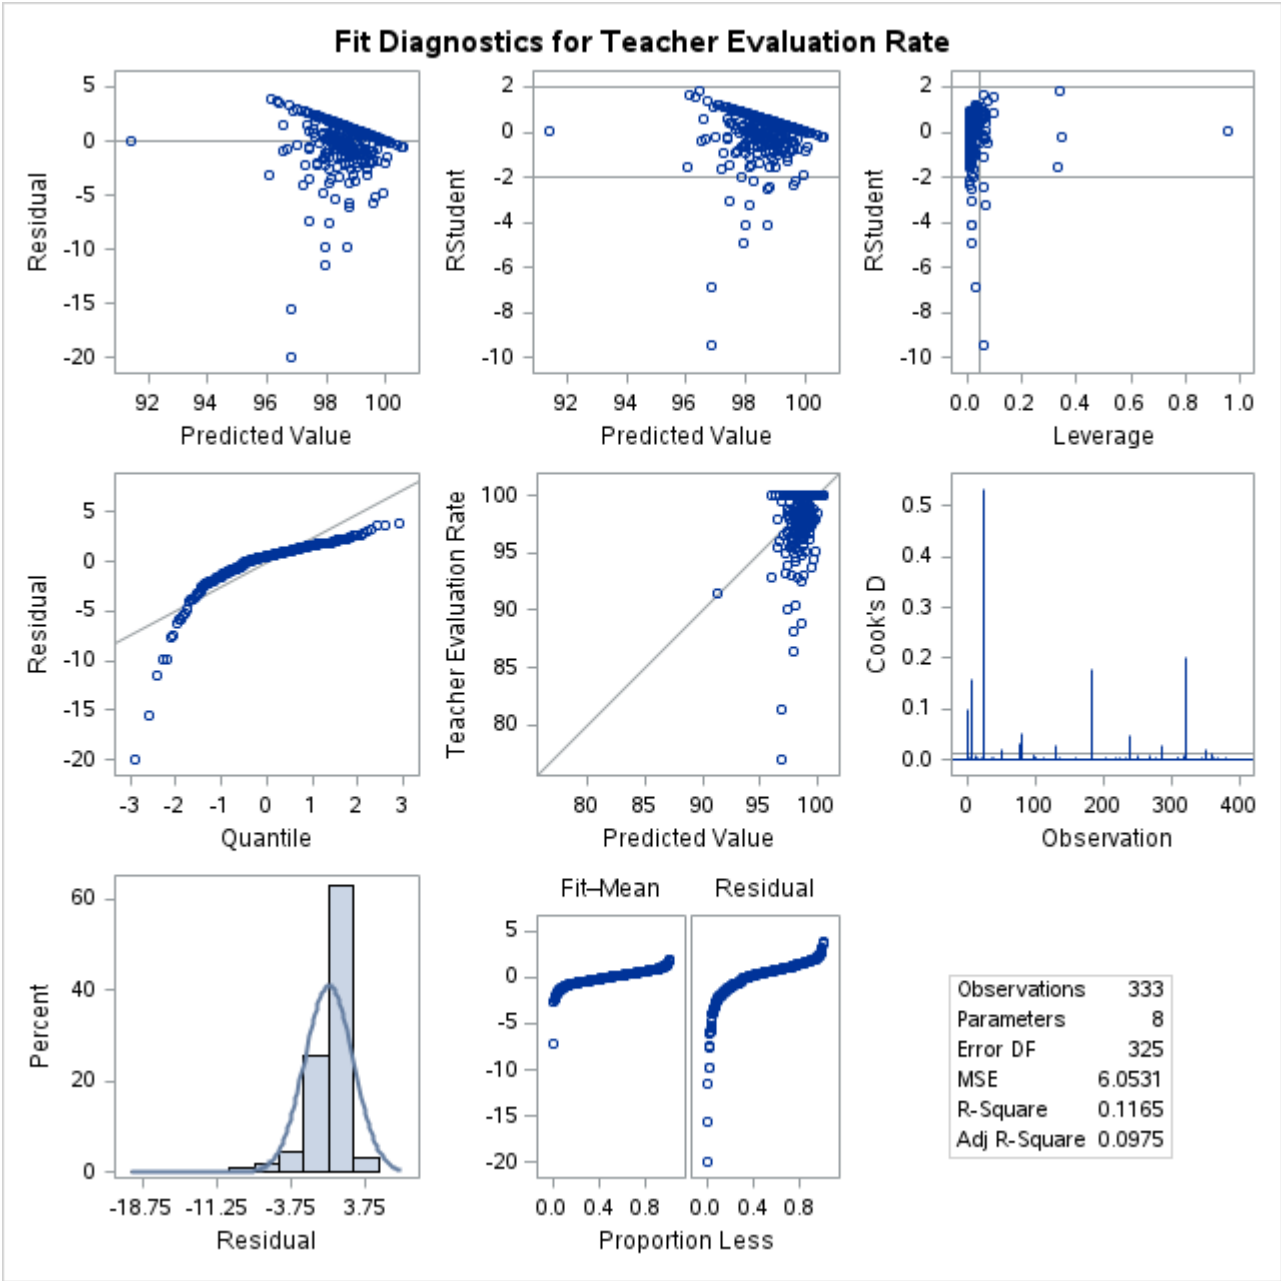 Fit Diagnostics for Teacher Evaluation Rate
5
0
-5
-10
-15
-20
Residual
92 94 96 98 100
Predicted Value
2
0
-2
-4
-6
-8
-10
RStudent
92 94 96 98 100
Predicted Value
2
0
-2
-4
-6
-8
-10
RStudent
0.0 0.2 0.4 0.6 0.8 1.0
Leverage
5
0
-5
-10
-15
-20
Residual
-3 -2 -1 0 1 2 3
Quantile
100
95
90
85
80
Teacher Evaluation Rate
80 85 90 95 100
Predicted Value
0.5
0.4
0.3
0.2
0.1
0.0
Cook's D
0 100 200 300 400
Observation
60
40
20
0
Percent
-18.75 -11.25 -3.75 3.75
Residual
Fit–Mean Residual
5
0
-5
-10
-15
-20
0.0 0.4 0.8 0.0 0.4 0.8
Proportion Less
Observations 333
Parameters 8
Error DF 325
MSE 6.0531
R-Square 0.1165
Adj R-Square 0.0975